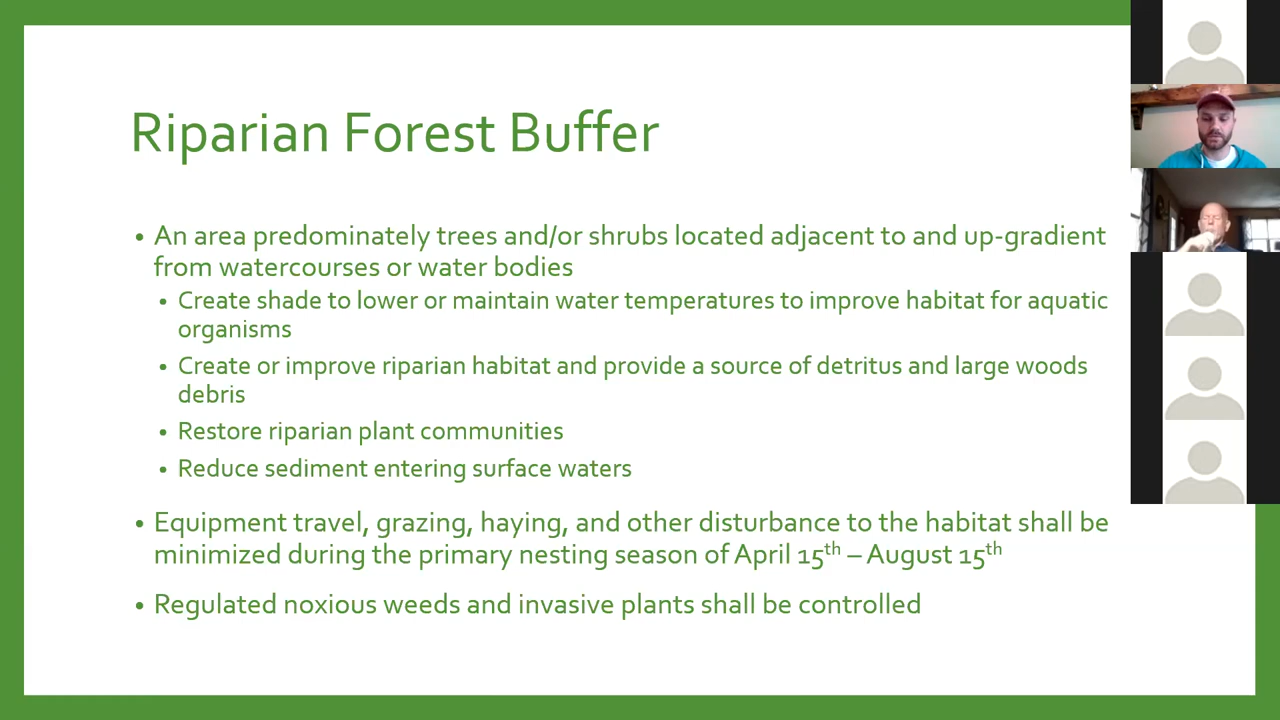 Riparian Forest Buffer
• An area predominately trees and/or shrubs located adjacent to and up-gradient
from watercourses or water bodies
• Create shade to lower or maintain water temperatures to improve habitat for aquatic
organisms
• Create or improve riparian habitat and provide a source of detritus and large woods
debris
• Restore riparian plant communities
• Reduce sediment entering surface waters
• Equipment travel, grazing, haying, and other disturbance to the habitat shall be
minimized during the primary nesting season of April 15th – August 15th
• Regulated noxious weeds and invasive plants shall be controlled